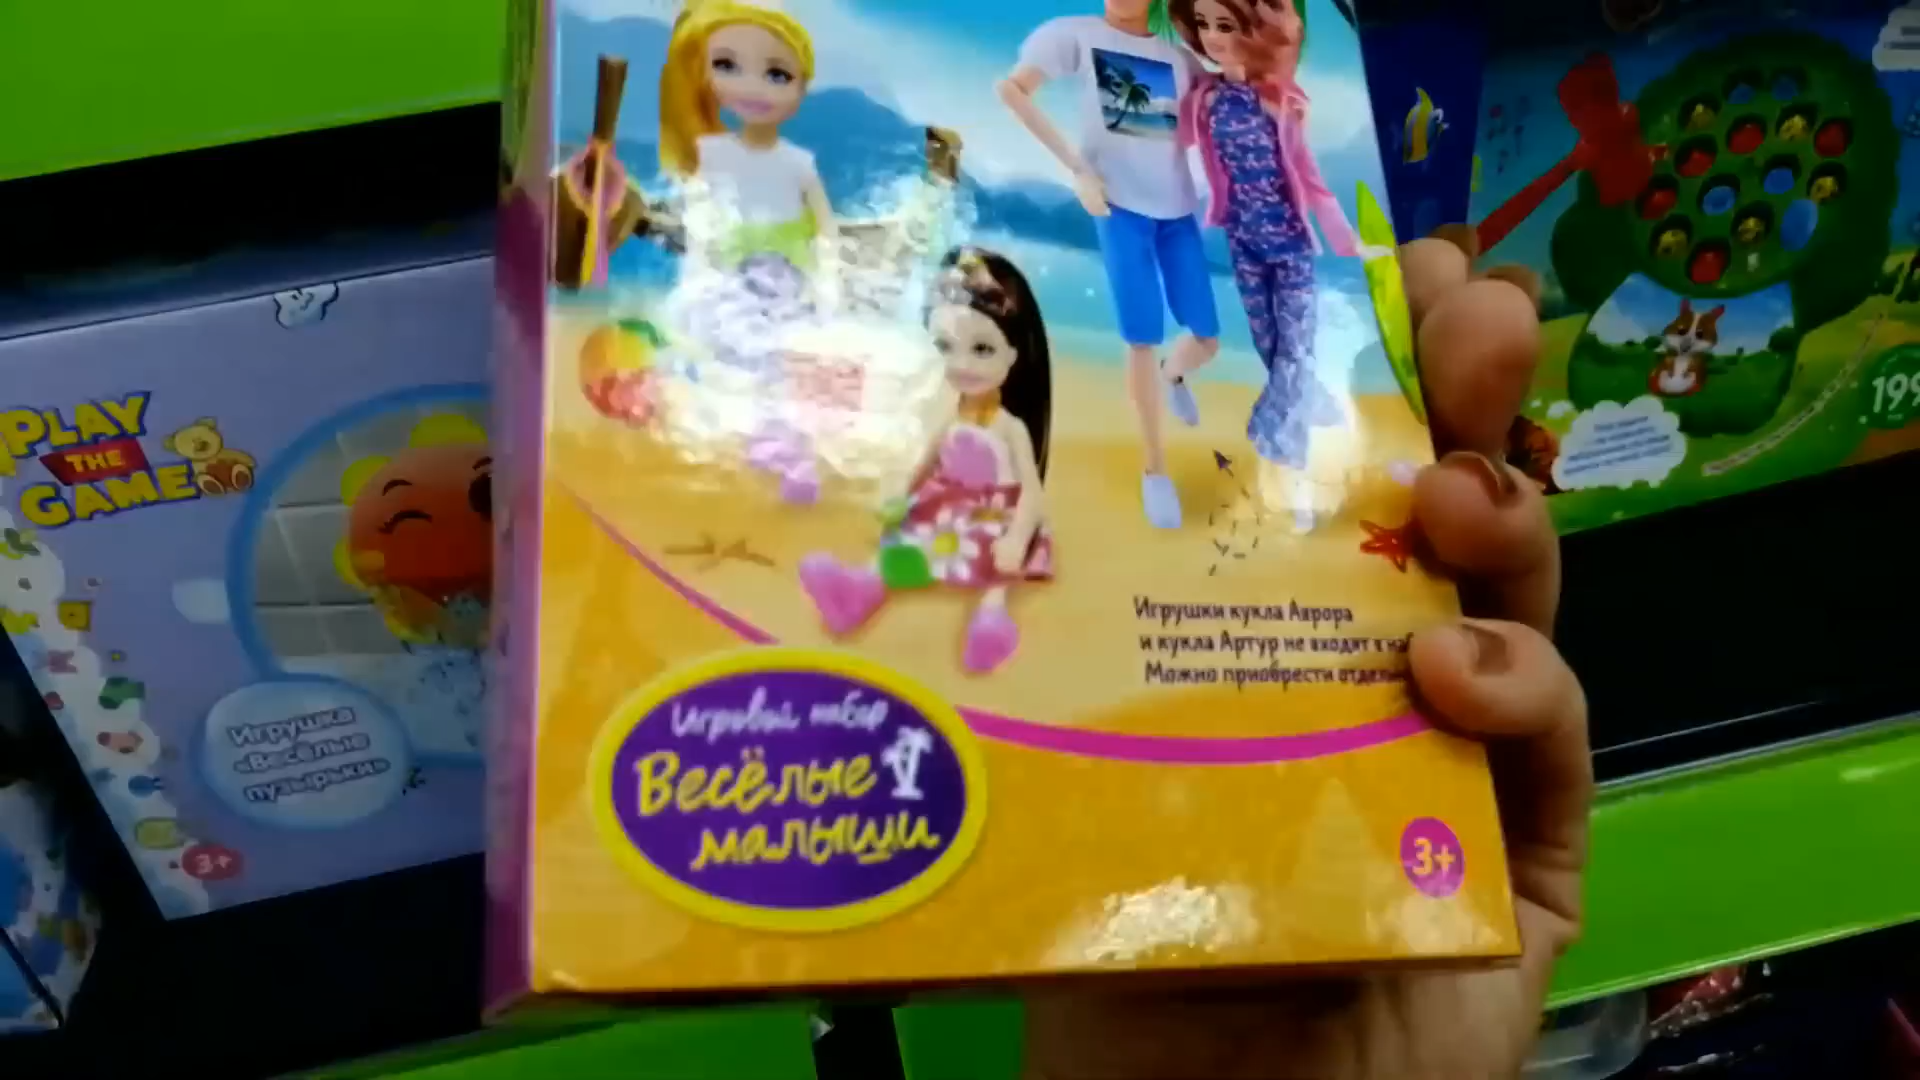 PLAY
THE
GAME
Игрушка
«Весёлые
пузырьки»
3+
Игрушки кукла Аврора
и кукла Артур не входят в
Можно приобрести
Игровой набор
Весёлые
малыши
3+
199